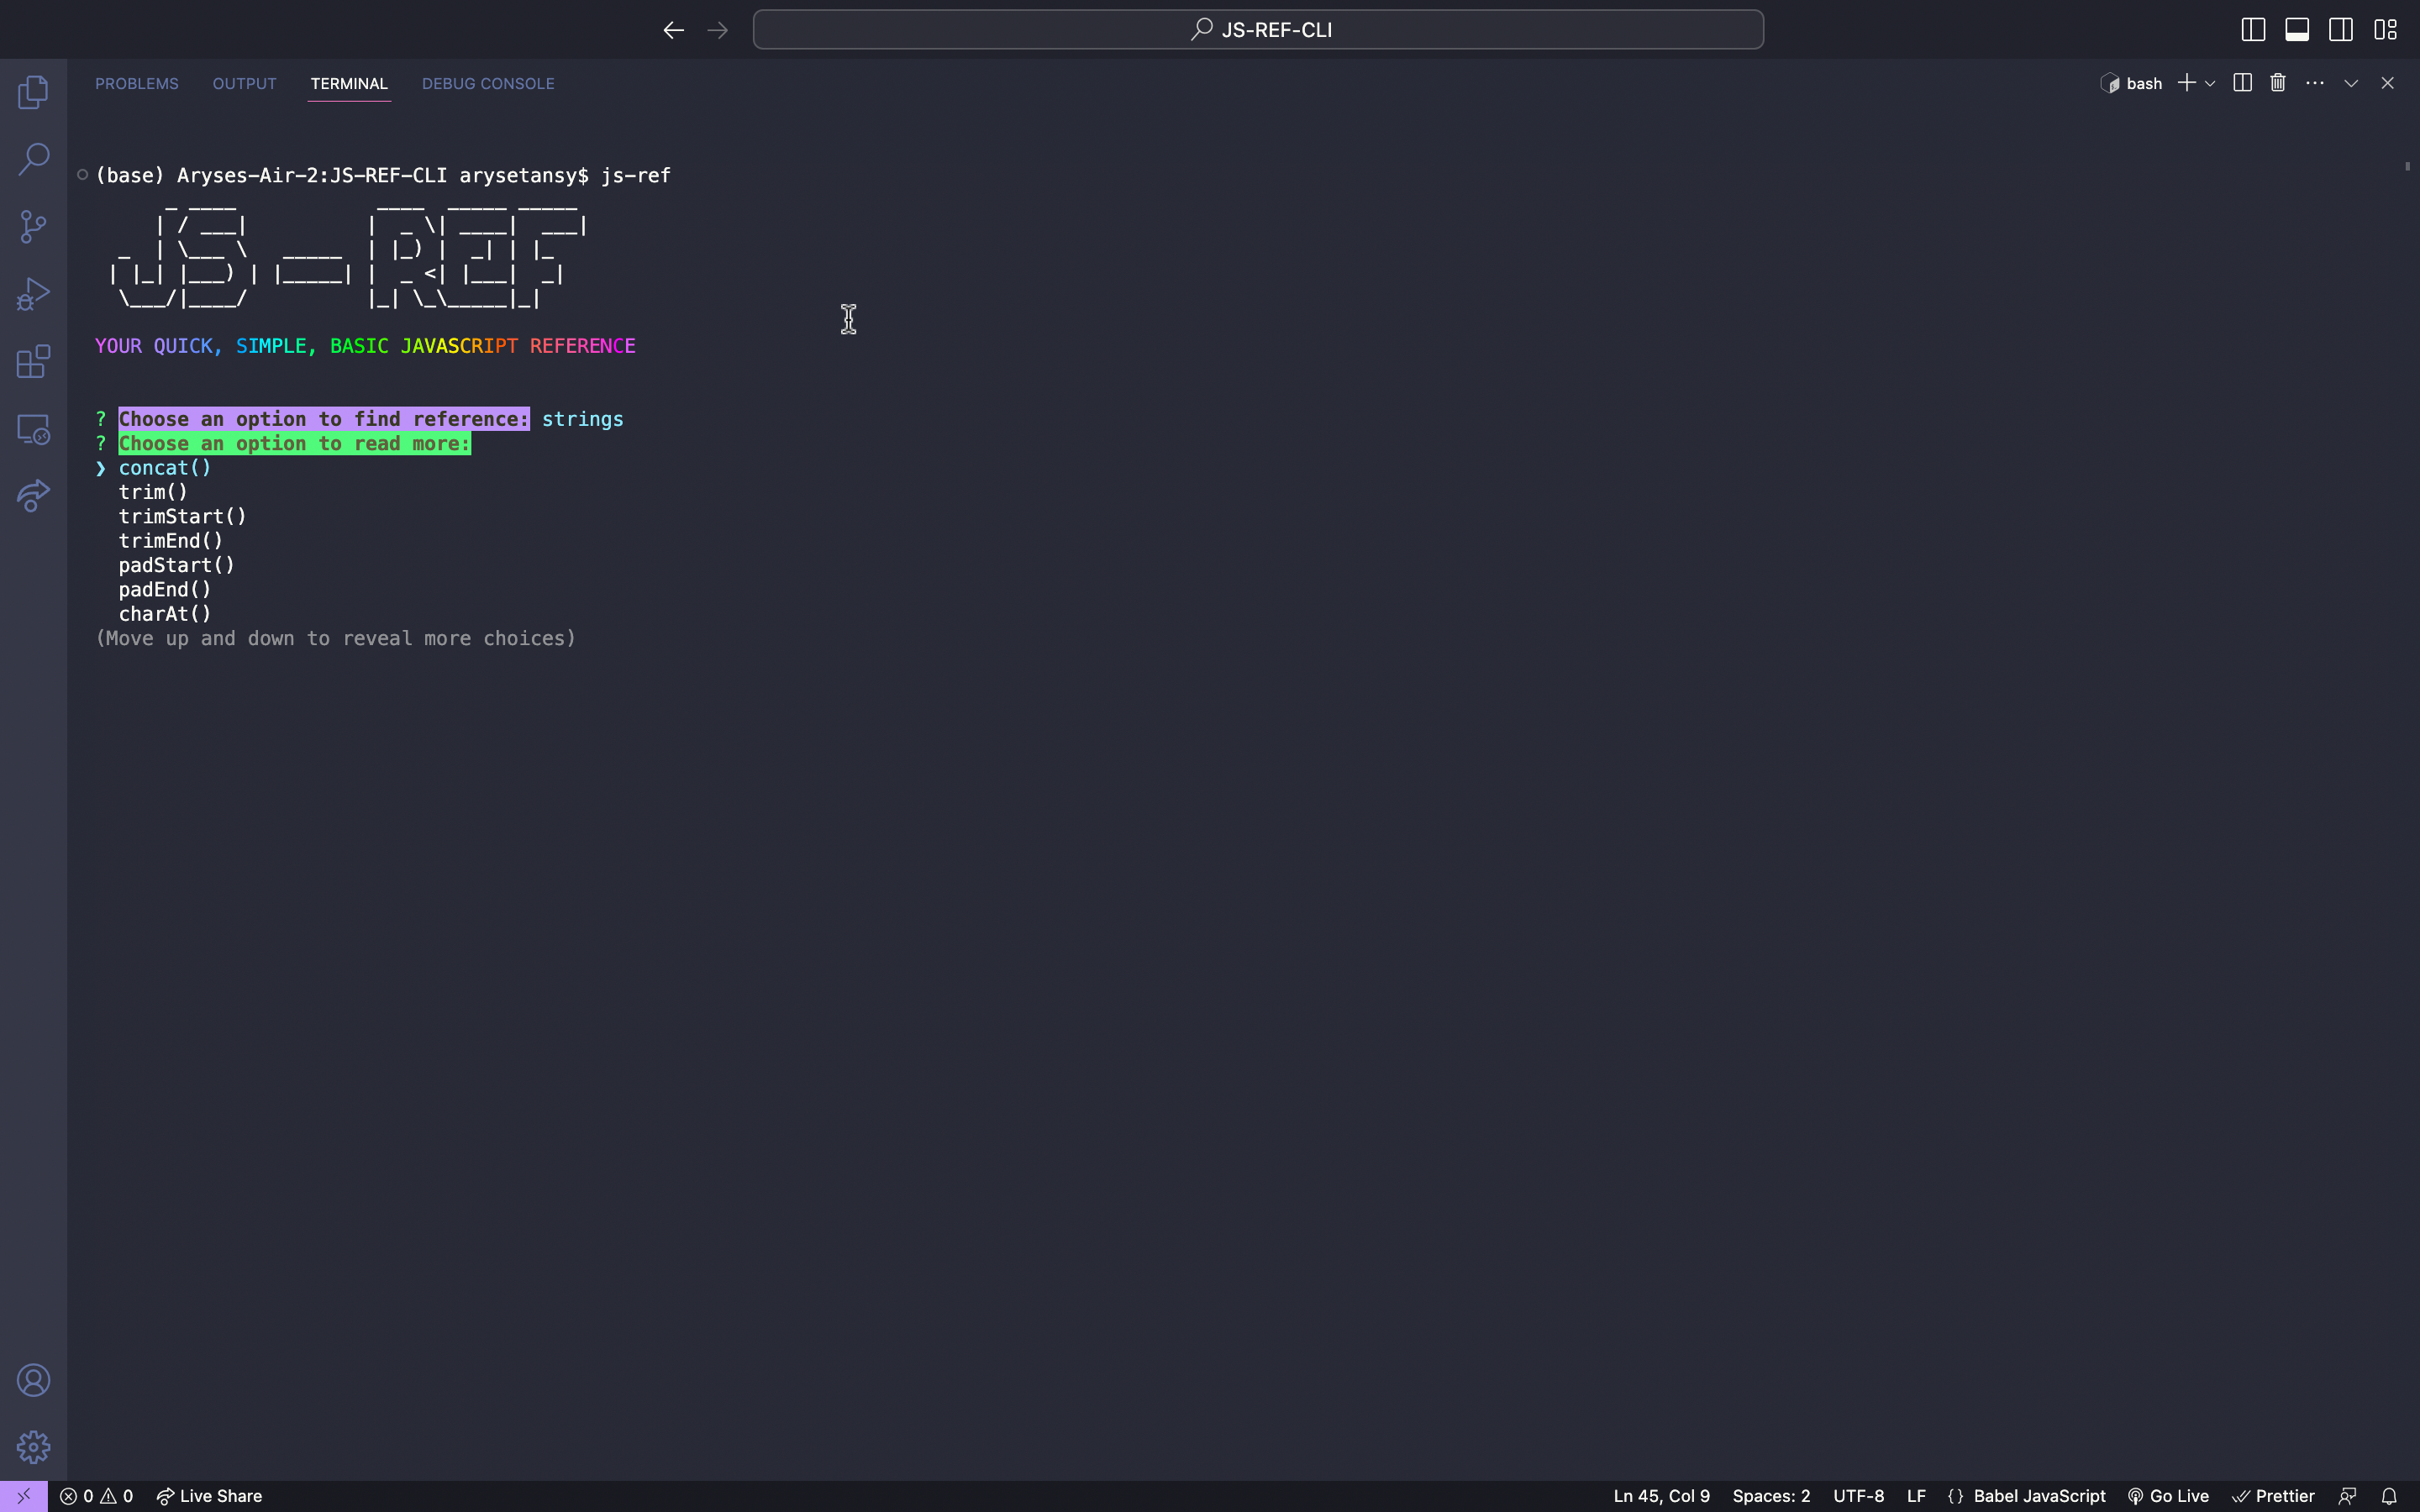 JS-REF-CLI
PROBLEMS OUTPUT TERMINAL DEBUG CONSOLE bash
(base) Aryses-Air-2:JS-REF-CLI arysetansy$ js-ref
JS - REF
YOUR QUICK, SIMPLE, BASIC JAVASCRIPT REFERENCE
? Choose an option to find reference: strings
? Choose an option to read more:
❯ concat()
trim()
trimStart()
trimEnd()
padStart()
padEnd()
charAt()
(Move up and down to reveal more choices)
0 0 Live Share Ln 45, Col 9 Spaces: 2 UTF-8 LF {} Babel JavaScript Go Live Prettier